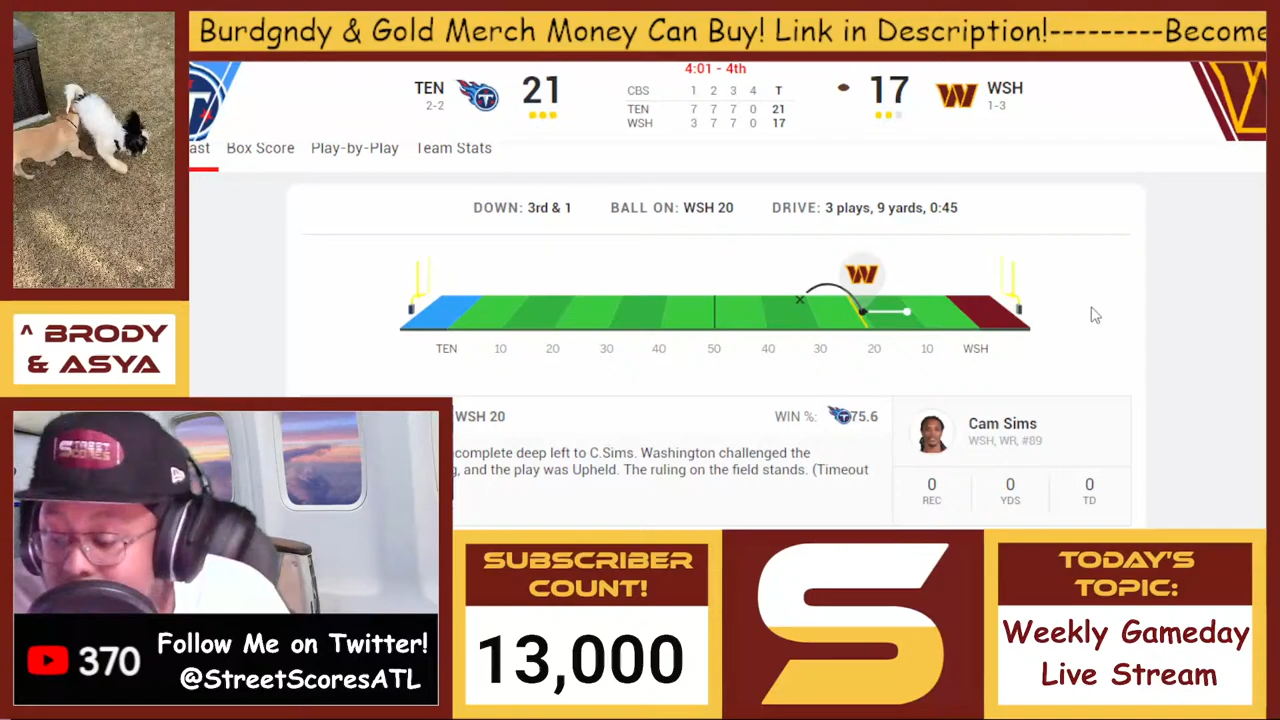 Burdgndy & Gold Merch Money Can Buy! Link in Description!---------Become
4:01 - 4th
TEN
2-2
21
CBS 1 2 3 4 T
TEN 7 7 7 0 21
WSH 3 7 7 0 17
17
WSH
1-3
ast Box Score Play-by-Play Team Stats
DOWN: 3rd & 1 BALL ON: WSH 20 DRIVE: 3 plays, 9 yards, 0:45
W
TEN 10 20 30 40 50 40 30 20 10 WSH
WSH 20 WIN %: 75.6
complete deep left to C.Sims. Washington challenged the
g, and the play was Upheld. The ruling on the field stands. (Timeout
Cam Sims
WSH, WR, #89
0 0 0
REC YDS TD
^ BRODY
& ASYA
STREET
SCORES
370
Follow Me on Twitter!
@StreetScoresATL
SUBSCRIBER
COUNT!
13,000
S
TODAY'S
TOPIC:
Weekly Gameday
Live Stream